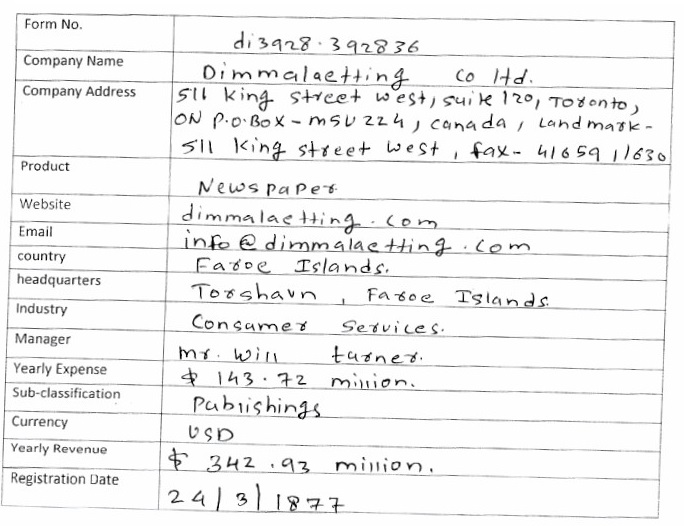 Form No.
di3928.392836
Company Name
Dimmalaetting Co ltd.
Company Address
511 king street west, suite 120, Toronto,
ON P.O.BOX - M5V 2Z4, Canada, Landmark -
511 King street west, fax- 41659 11630
Product
Newspaper
Website
dimmalaetting.com
Email
info@dimmalaetting.com
country
Faroe Islands.
headquarters
Torshavn, Faroe Islands.
Industry
Consumer Services.
Manager
mr. Will turner.
Yearly Expense
$ 143.72 million.
Sub-classification
Publishings
Currency
USD
Yearly Revenue
$ 342.93 million.
Registration Date
24/3/1877